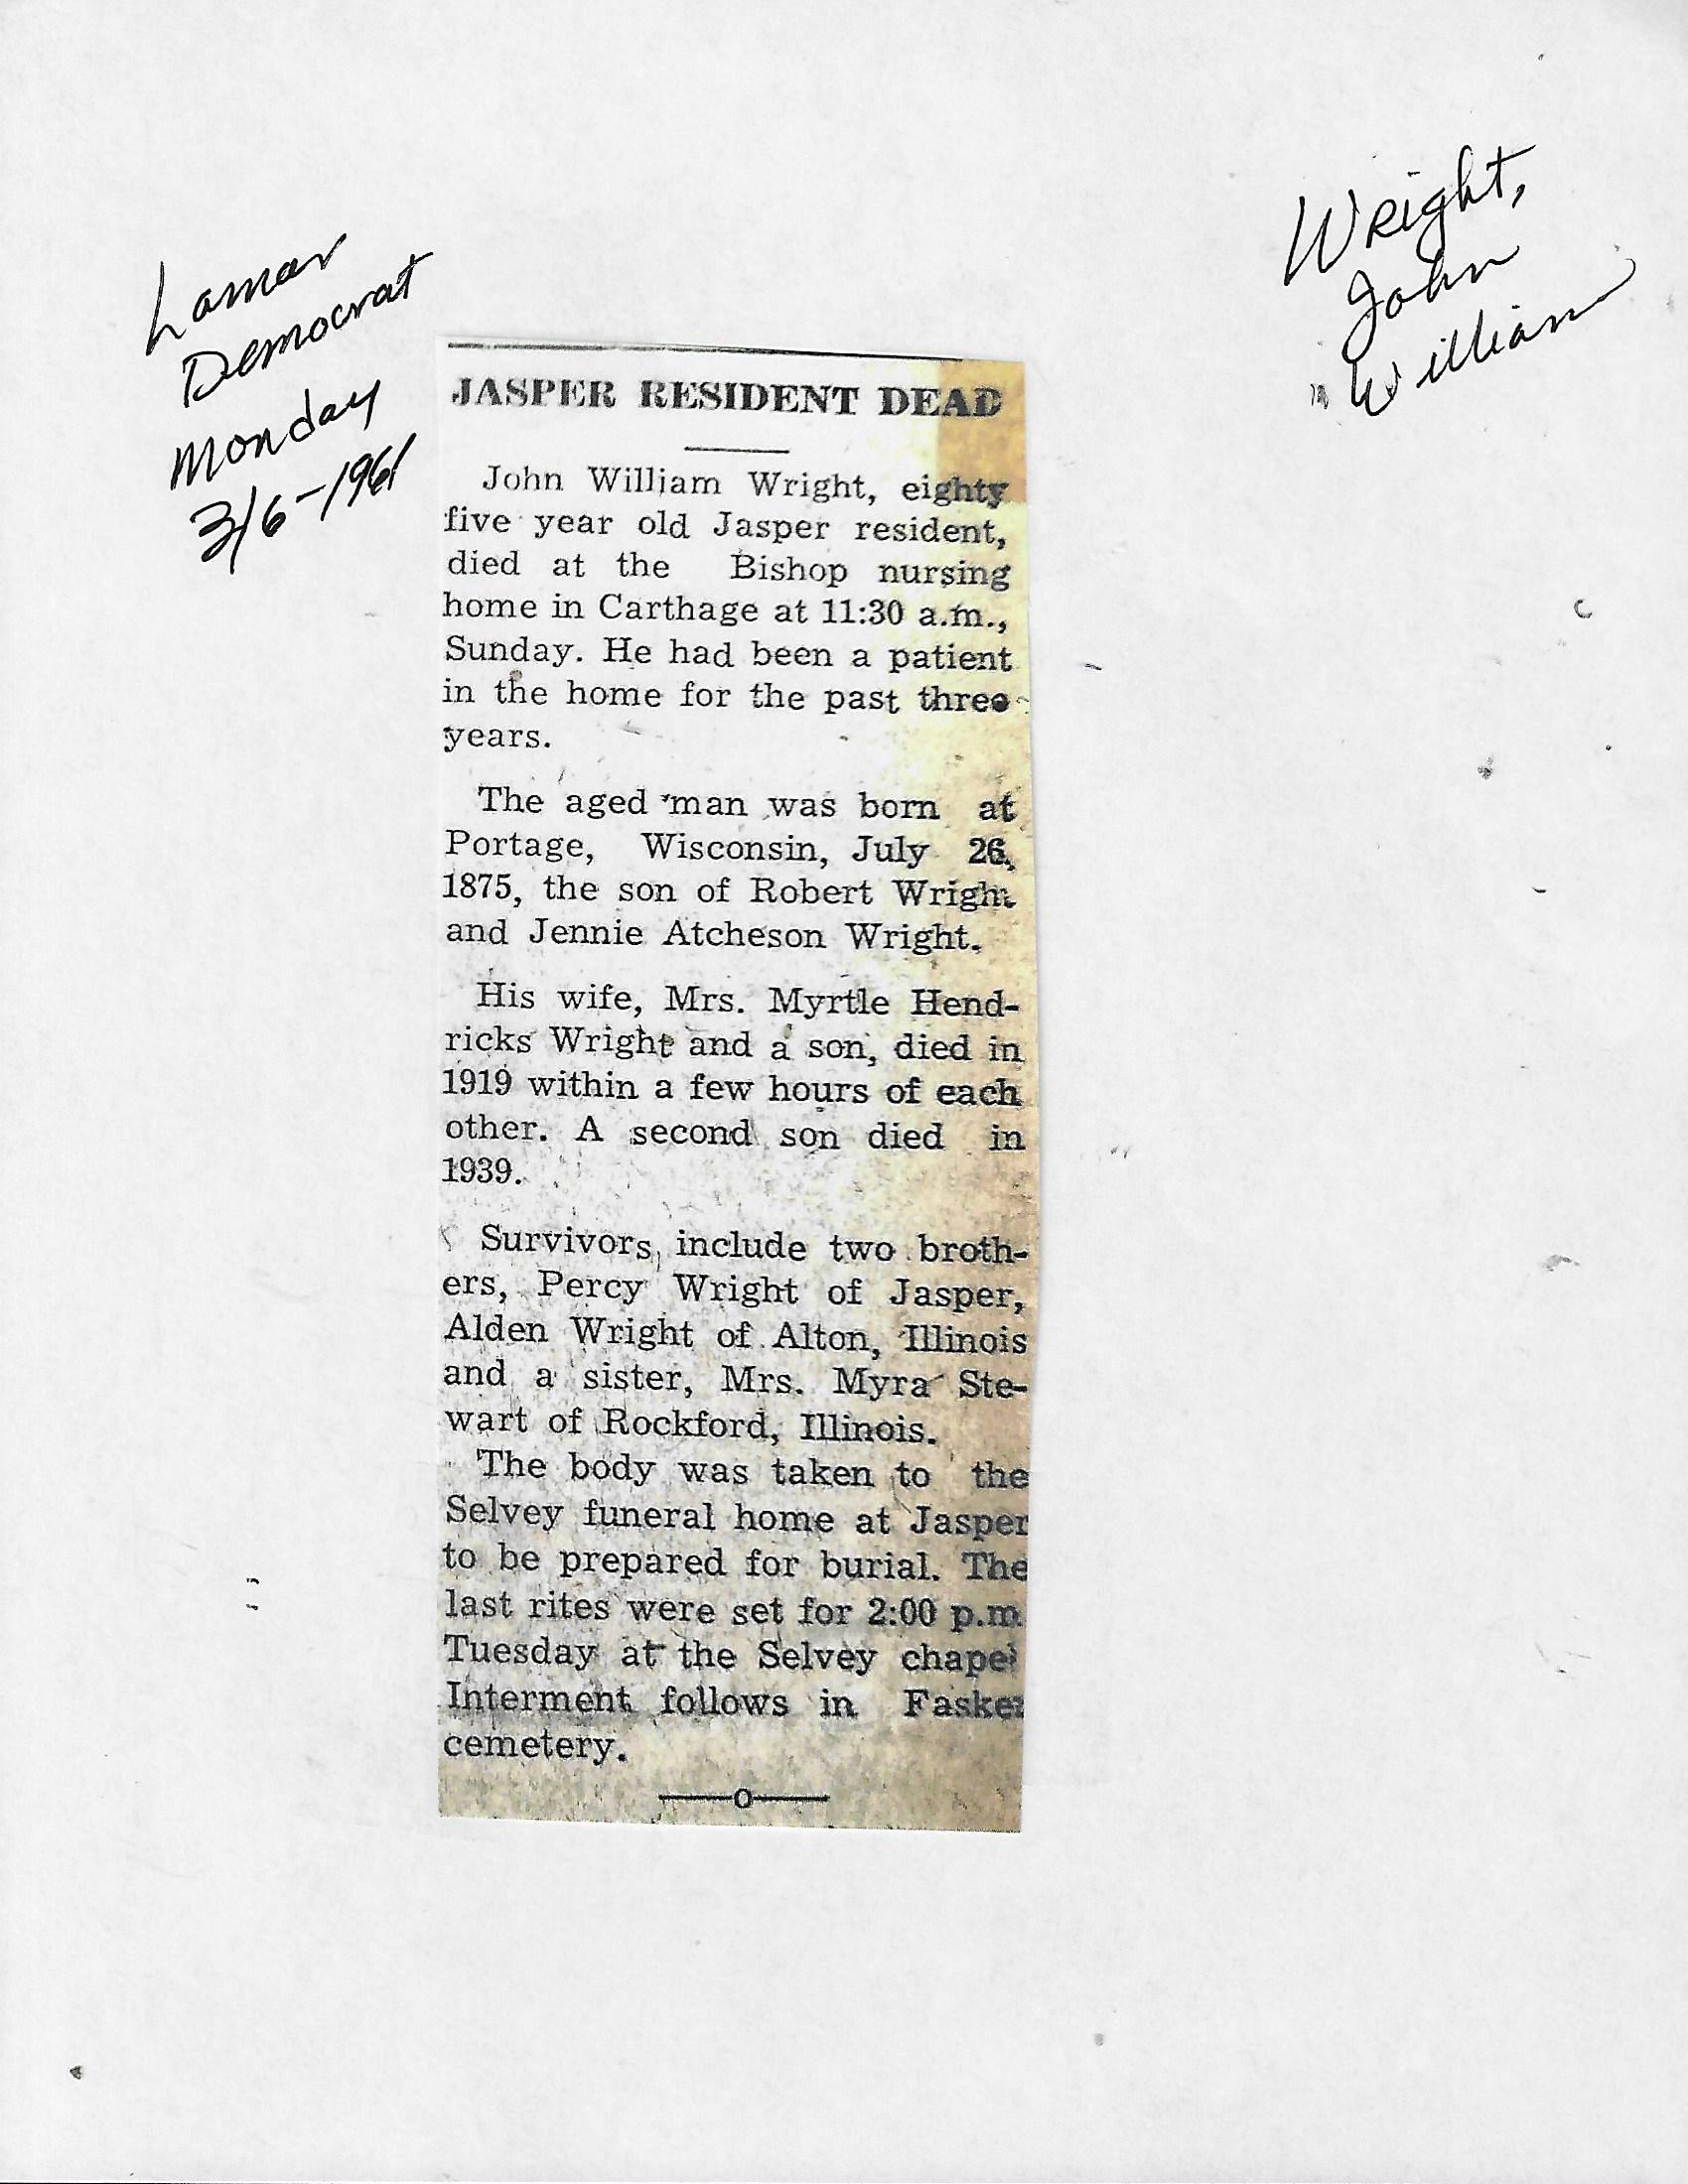 Lamar
Democrat
Monday
3/6-1961
Wright,
John
William
JASPER RESIDENT DEAD
John William Wright, eighty
five year old Jasper resident,
died at the Bishop nursing
home in Carthage at 11:30 a.m.,
Sunday. He had been a patient
in the home for the past three
years.
The aged man was born at
Portage, Wisconsin, July 26,
1875, the son of Robert Wright
and Jennie Atcheson Wright.
His wife, Mrs. Myrtle Hend-
ricks Wright and a son, died in
1919 within a few hours of each
other. A second son died in
1939.
Survivors include two broth-
ers, Percy Wright of Jasper,
Alden Wright of Alton, Illinois
and a sister, Mrs. Myra Ste-
wart of Rockford, Illinois.
The body was taken to the
Selvey funeral home at Jasper
to be prepared for burial. The
last rites were set for 2:00 p.m
Tuesday at the Selvey chapel
Interment follows in Fasken
cemetery.
o